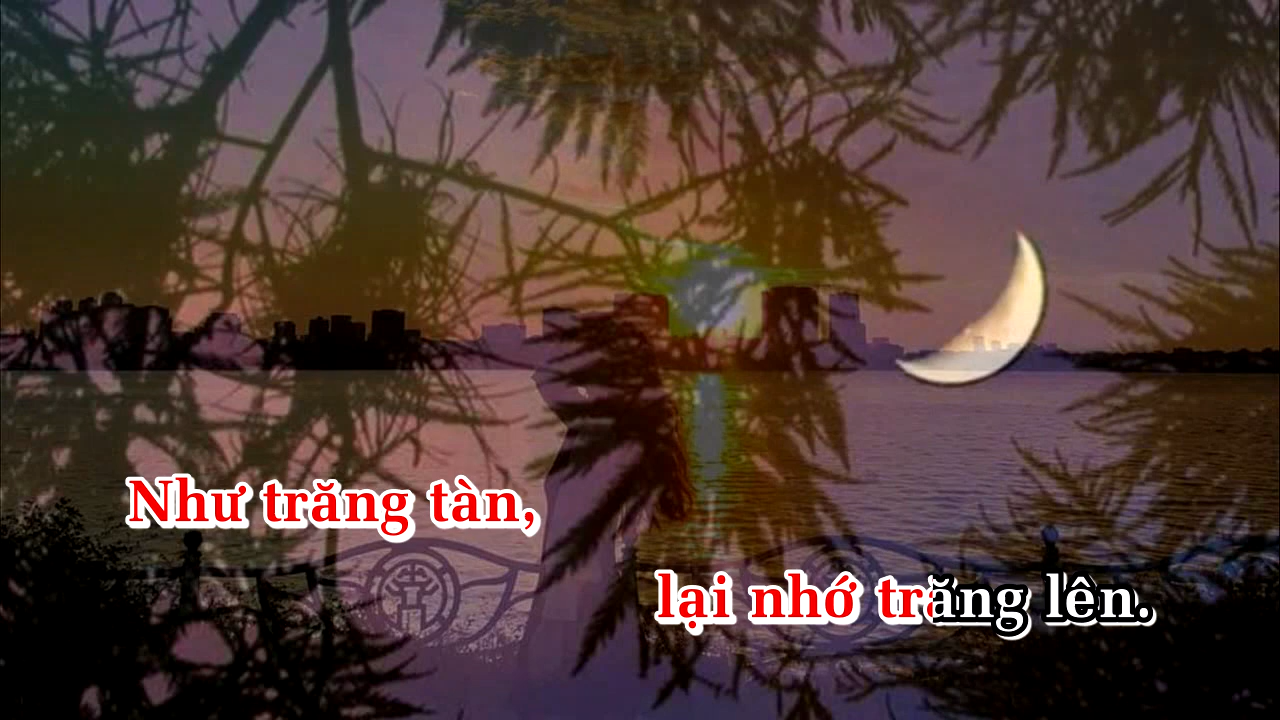 Như trăng tàn,
lại nhớ trăng lên.